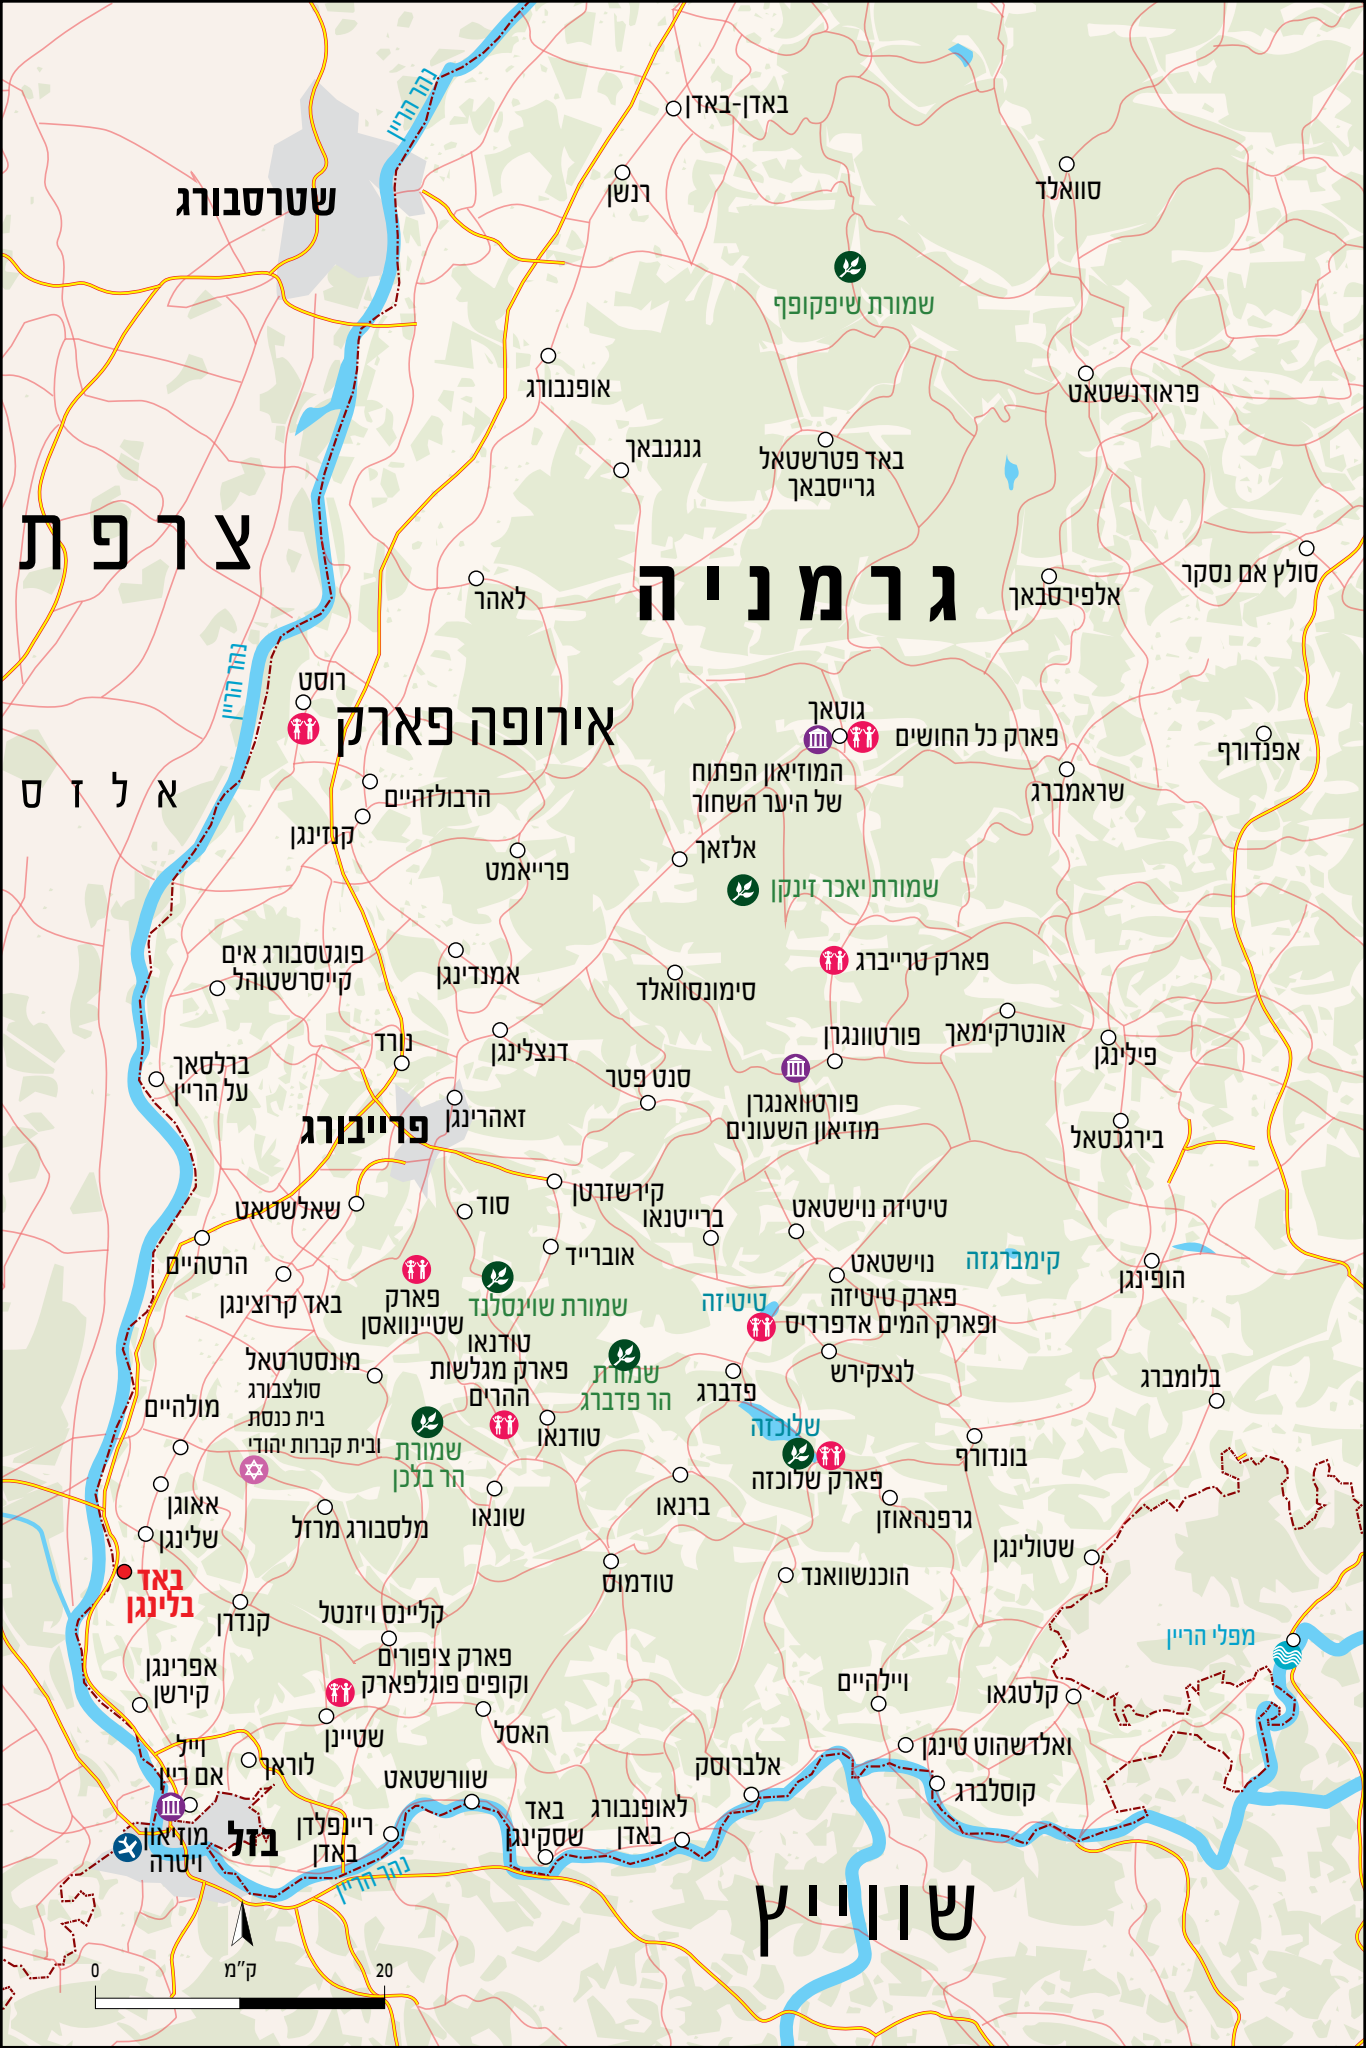 נהר הריין
באדן-באדן
שטרסבורג
רנשן
סוואלד
שמורת שיפקופף
אופנבורג
פראודנשטאט
גנגנבאך
באד פטרשטאל
גרייסבאך
צרפת
גרמניה
סולץ אם נסקר
אלפירסבאך
לאהר
נהר הריין
רוסט
אירופה פארק
גוטאך
פארק כל החושים
אפנדורף
המוזיאון הפתוח
של היער השחור
שראמברג
אלזס
הרבולזהיים
קנזינגן
פרייאמט
אלזאך
שמורת יאכר זינקן
פוגטסבורג אים
קייסרשטוהל
אמנדינגן
פארק טרייברג
סימונסוואלד
אונטרקימאך
פורטוונגרן
פילינגן
נורד
דנצלינגן
ברלסאך
על הריין
סנט פטר
זאהרינגן
פרייבורג
פורטוואנגרן
מוזיאון השעונים
בירגכטאל
קירשזרטן
שאלשטאט
סוד
ברייטנאו
טיטיזה נוישטאט
הרטהיים
אוברייד
נוישטאט
קימברגזה
הופינגן
באד קרוצינגן
פארק
שטיינוואסן
שמורת שוינסלנד
טיטיזה
פארק טיטיזה
ופארק המים אדפרדיס
טודנאו
פארק מגלשות
ההרים
מונסטרטאל
שמורת
הר פדברג
פדברג
לנצקירש
בלומברג
סולצבורג
בית כנסת
ובית קברות יהודי
מולהיים
טודנאו
שלוכזה
שמורת
הר בלכן
פארק שלוכזה
בונדורף
אאוגן
שונאו
ברנאו
גרפנהאוזן
שלינגן
מלסבורג מרזל
שטולינגן
באד
בלינגן
טודמוס
הוכנשוואנד
קנדרן
קליינס ויזנטל
מפלי הריין
אפרינגן
קירשן
פארק ציפורים
וקופים פוגלפארק
ויילהיים
קלטגאו
שטיינן
האסל
וייל
אם ריין
לוראך
ואלדשהוט טינגן
אלברוסק
קוסלברג
שוורשטאט
באד
שסקינגן
לאופנבורג
באדן
ריינפלדן
באדן
מוזיאון
ויטרה
בזל
נהר הריין
שווייץ
0
ק"מ
20